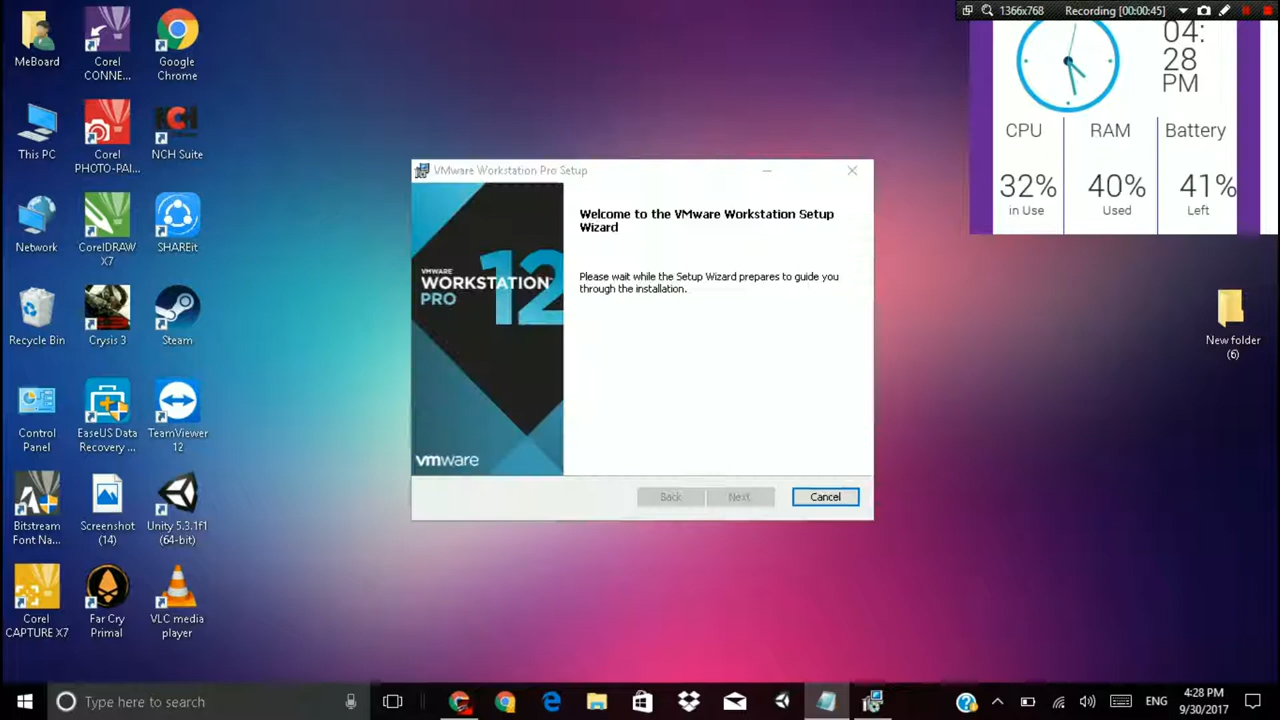 1366x768 Recording [00:00:45]
MeBoard
Corel
CONNE...
Google
Chrome
This PC
Corel
PHOTO-PAI...
NCH
NCH Suite
Network
CorelDRAW
X7
SHAREit
Recycle Bin
Crysis 3
Steam
Control
Panel
EaseUS Data
Recovery ...
TeamViewer
12
Bitstream
Font Na...
Screenshot
(14)
Unity 5.3.1f1
(64-bit)
Corel
CAPTURE X7
Far Cry
Primal
VLC media
player
VMware Workstation Pro Setup
VMWARE
WORKSTATION™
PRO
12
vmware
Welcome to the VMware Workstation Setup
Wizard
Please wait while the Setup Wizard prepares to guide you
through the installation.
Back Next Cancel
04:
28
PM
CPU RAM Battery
32% 40% 41%
in Use Used Left
New folder
(6)
Type here to search
ENG
4:28 PM
9/30/2017